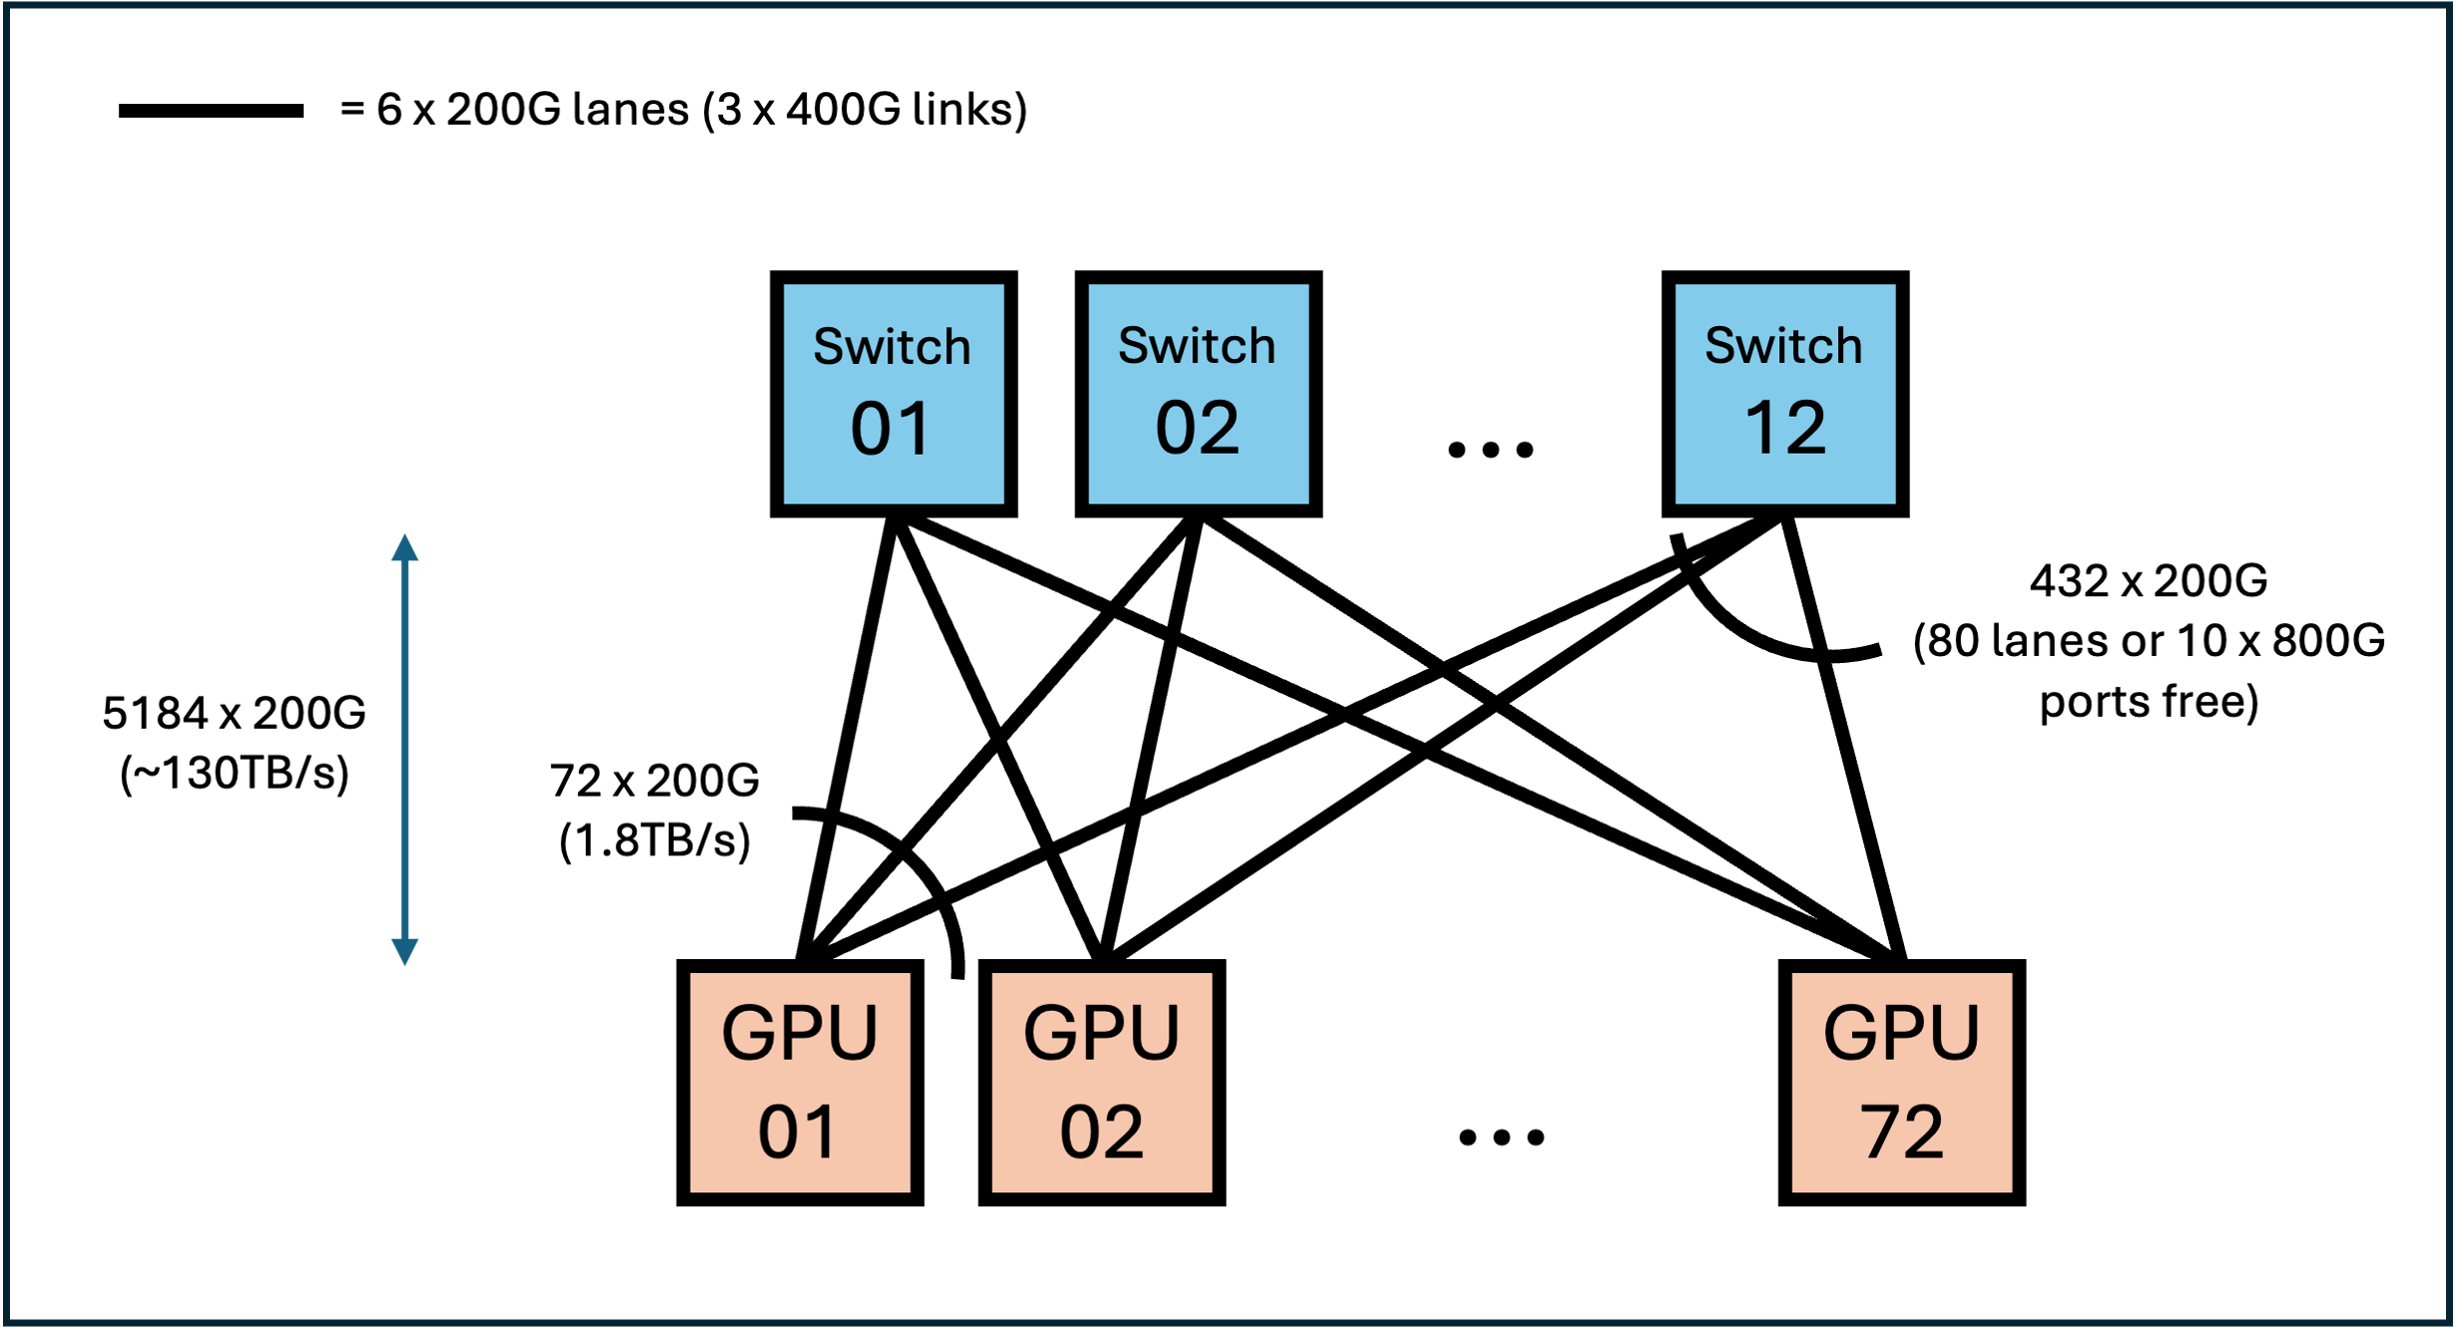 = 6 x 200G lanes (3 x 400G links)
Switch
01
Switch
02
...
Switch
12
432 x 200G
(80 lanes or 10 x 800G
ports free)
5184 x 200G
(~130TB/s)
72 x 200G
(1.8TB/s)
GPU
01
GPU
02
...
GPU
72